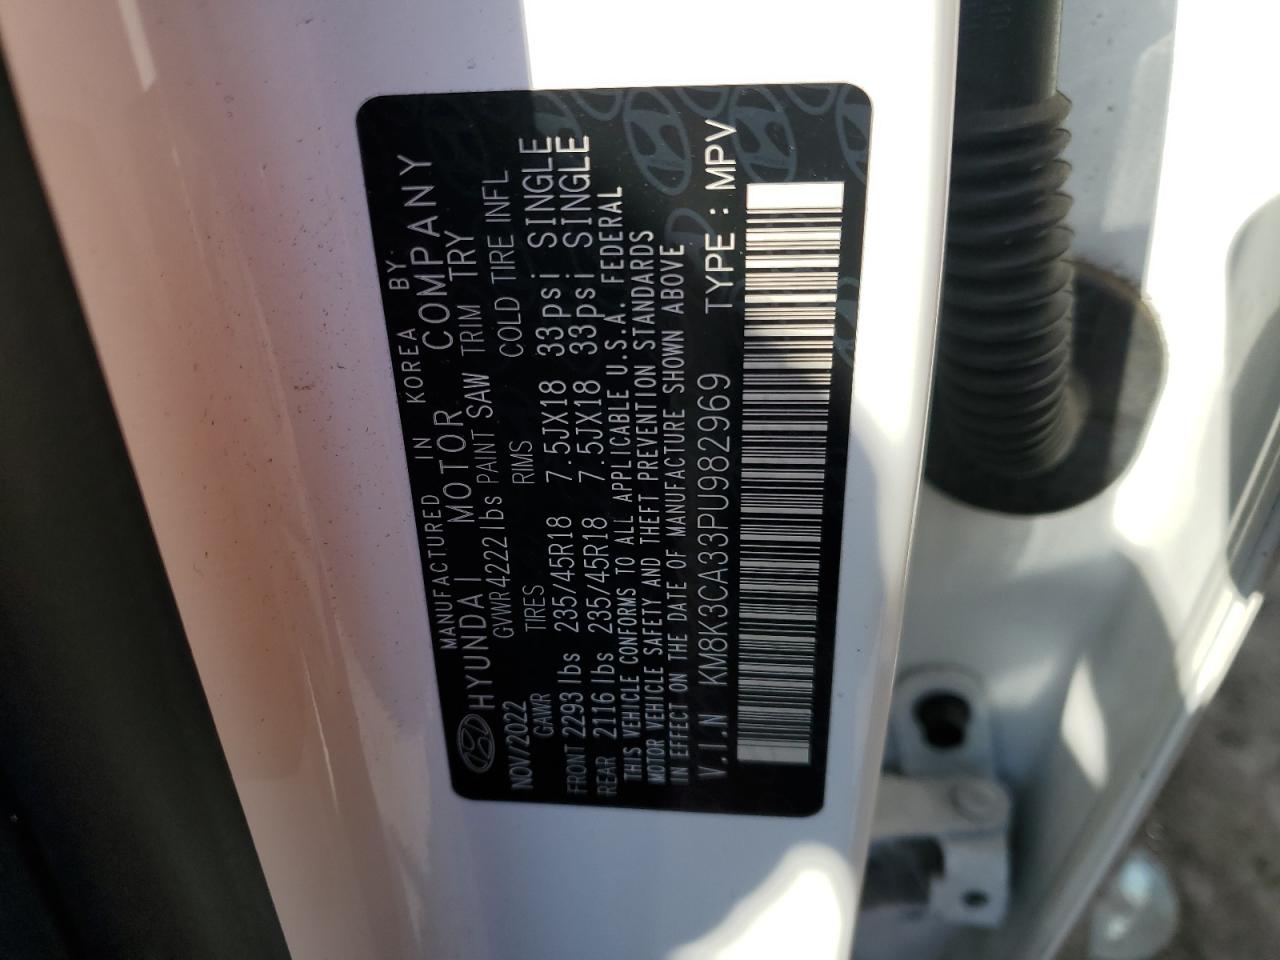 MANUFACTURED IN KOREA BY
HYUNDAI MOTOR COMPANY
NOV/2022 GVWR 4222 lbs PAINT SAW TRIM TRY
GAWR TIRES RIMS COLD TIRE INFL
FRONT 2293 lbs 235/45R18 7.5JX18 33psi SINGLE
REAR 2116 lbs 235/45R18 7.5JX18 33psi SINGLE
THIS VEHICLE CONFORMS TO ALL APPLICABLE U.S.A. FEDERAL
MOTOR VEHICLE SAFETY AND THEFT PREVENTION STANDARDS
IN EFFECT ON THE DATE OF MANUFACTURE SHOWN ABOVE
V.I.N KM8K3CA33PU982969 TYPE : MPV